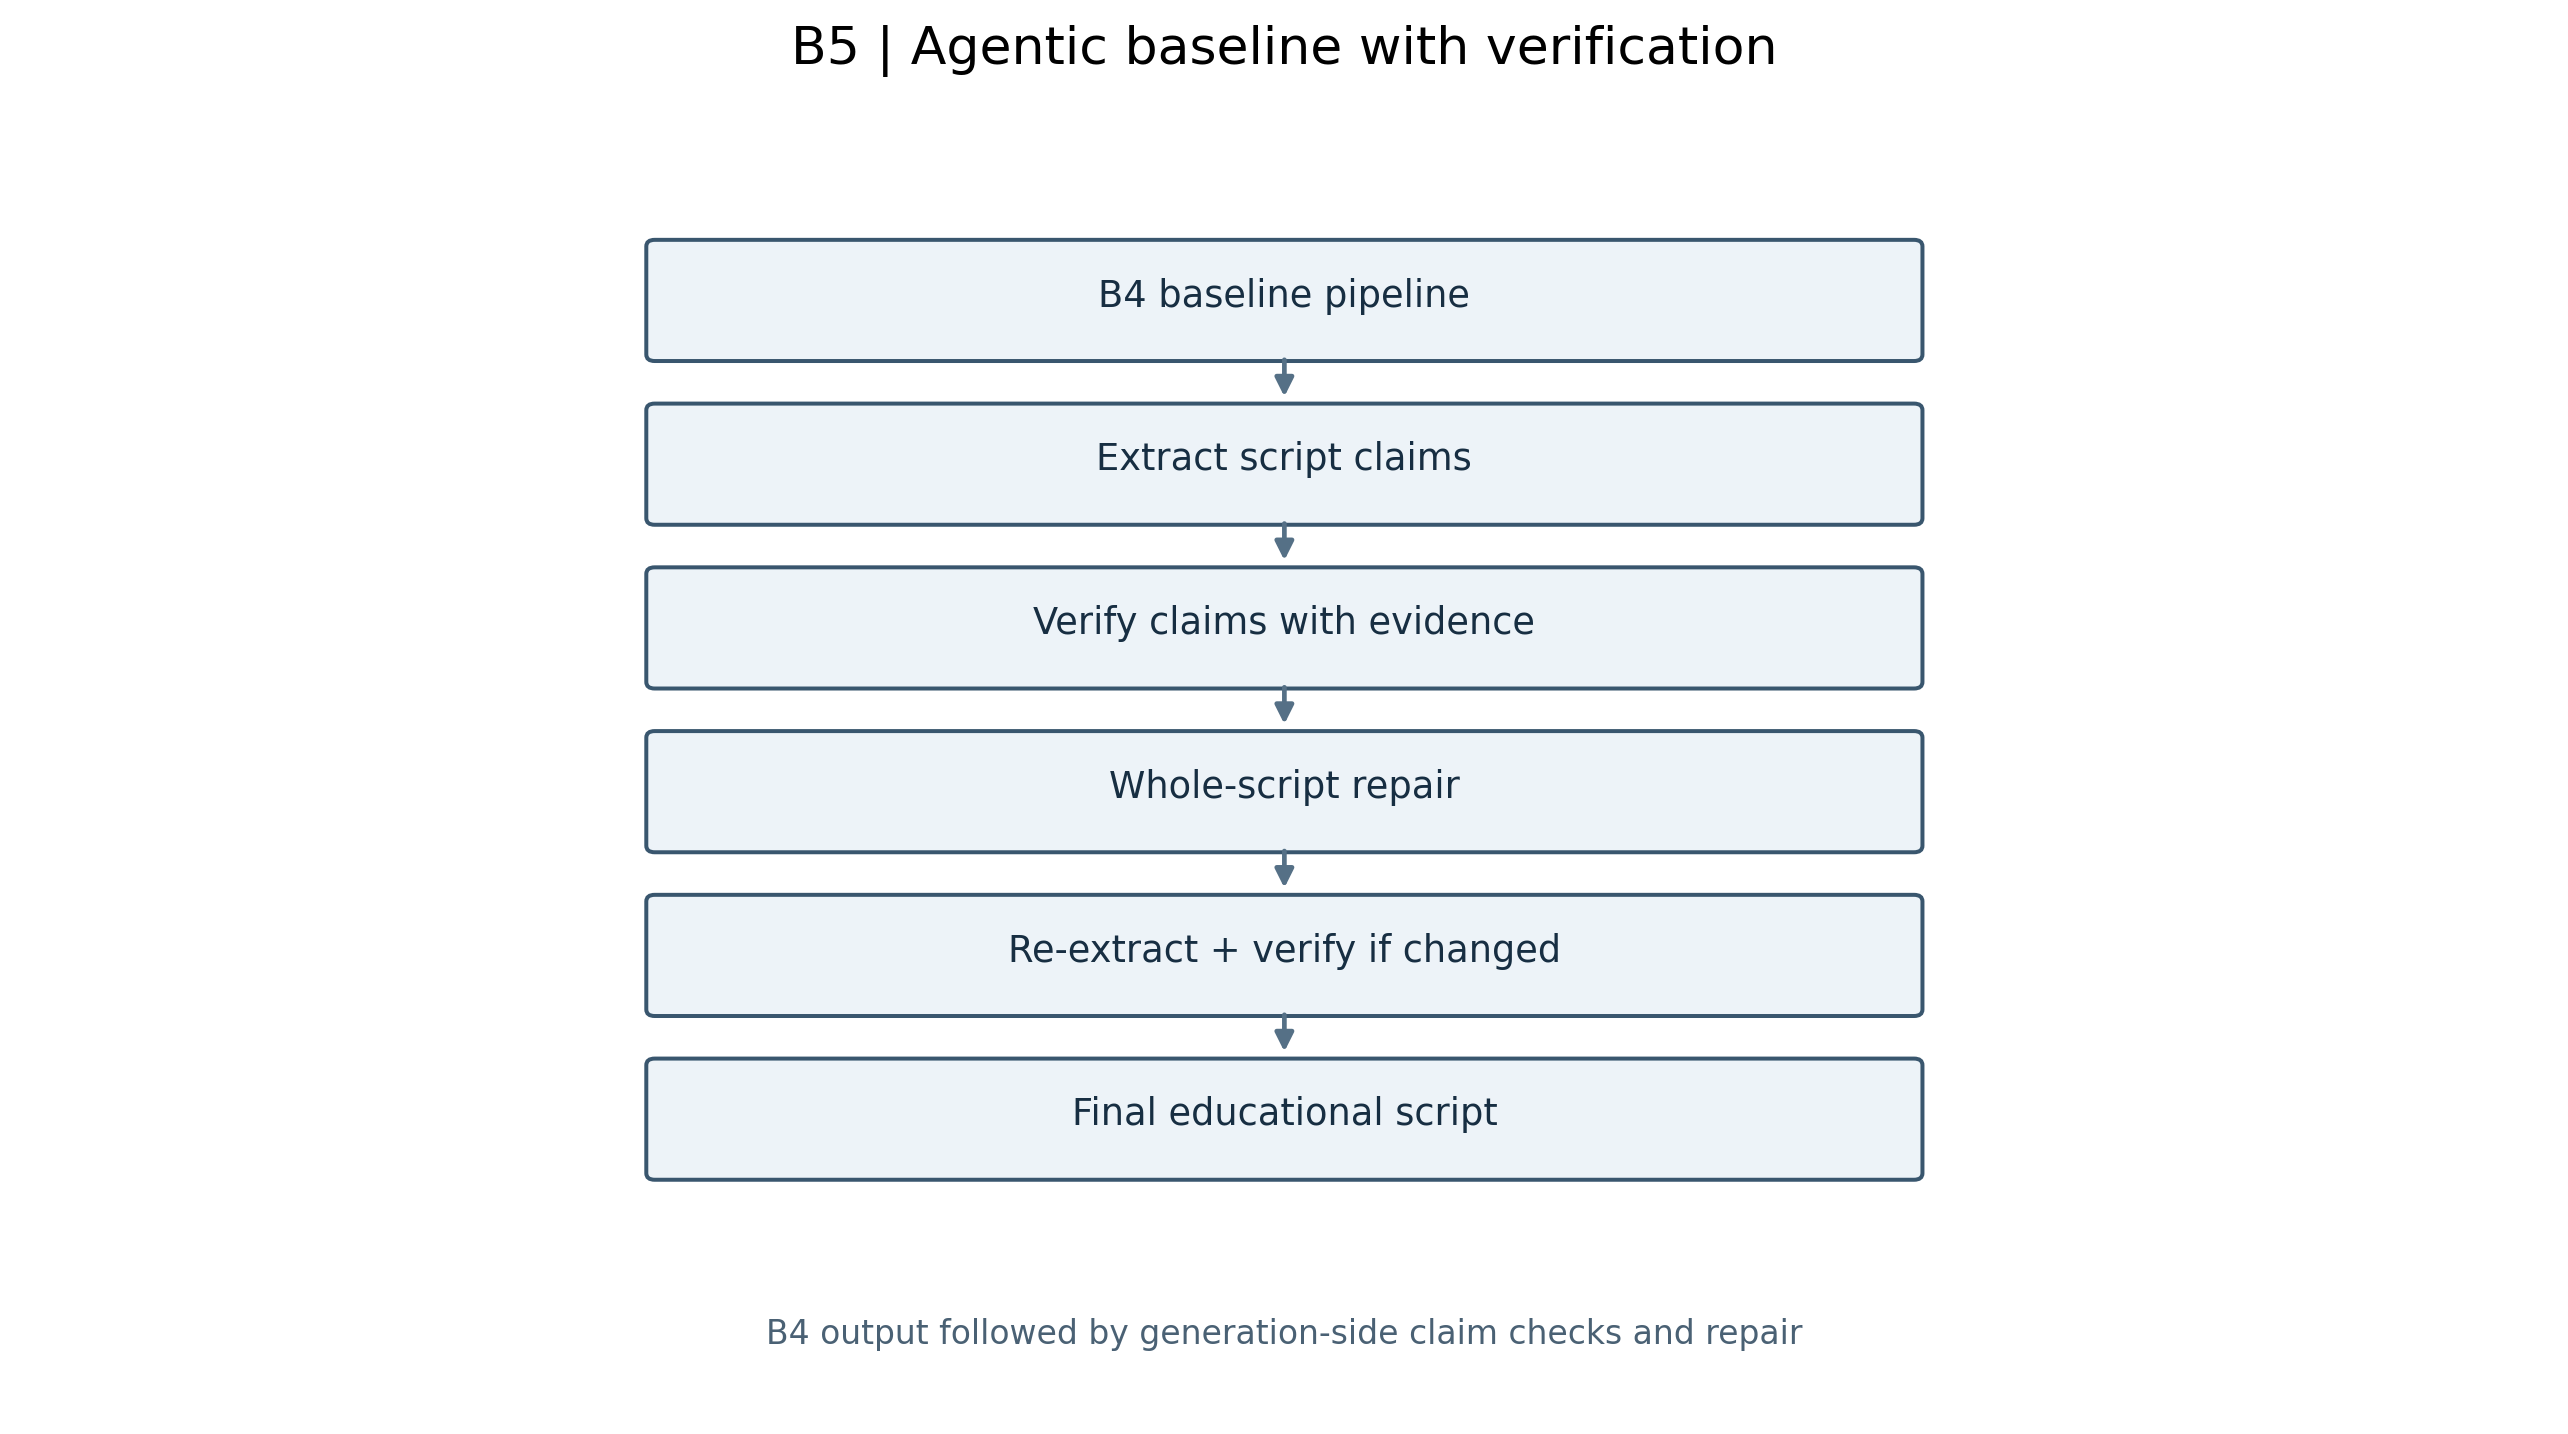 B5 | Agentic baseline with verification
B4 baseline pipeline
Extract script claims
Verify claims with evidence
Whole-script repair
Re-extract + verify if changed
Final educational script
B4 output followed by generation-side claim checks and repair